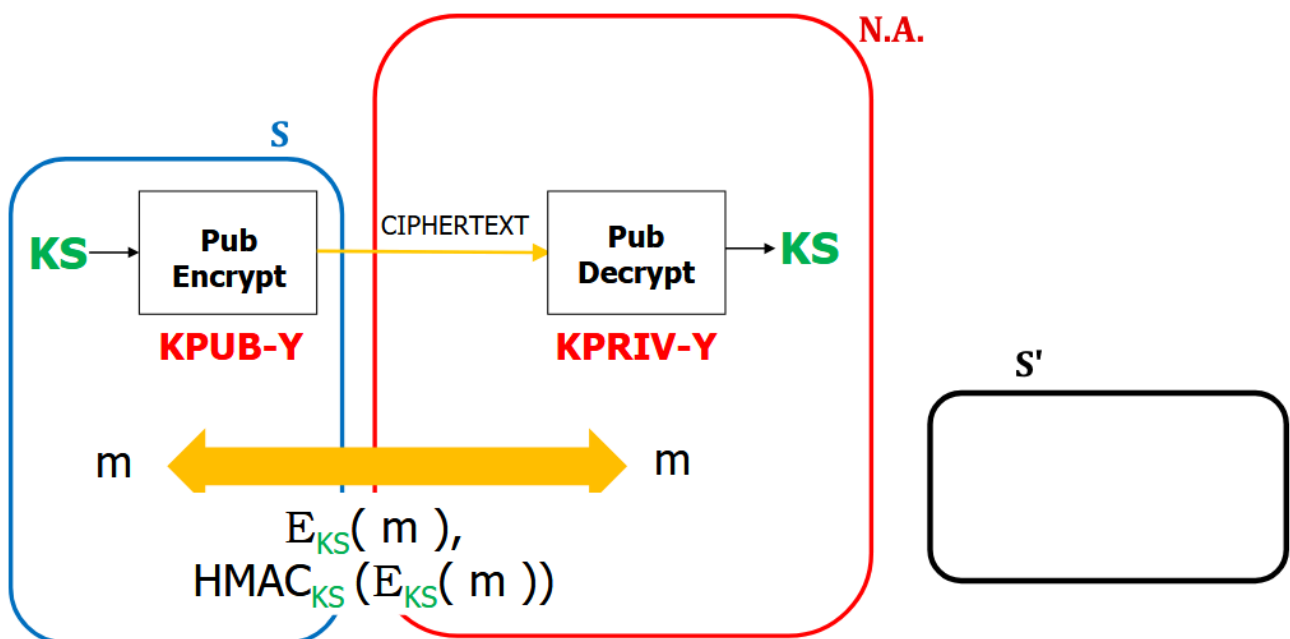 N.A.
S
KS
Pub
Encrypt
CIPHERTEXT
Pub
Decrypt
KS
KPUB-Y
KPRIV-Y
S'
m
m
E_KS( m ),
HMAC_KS (E_KS( m ))